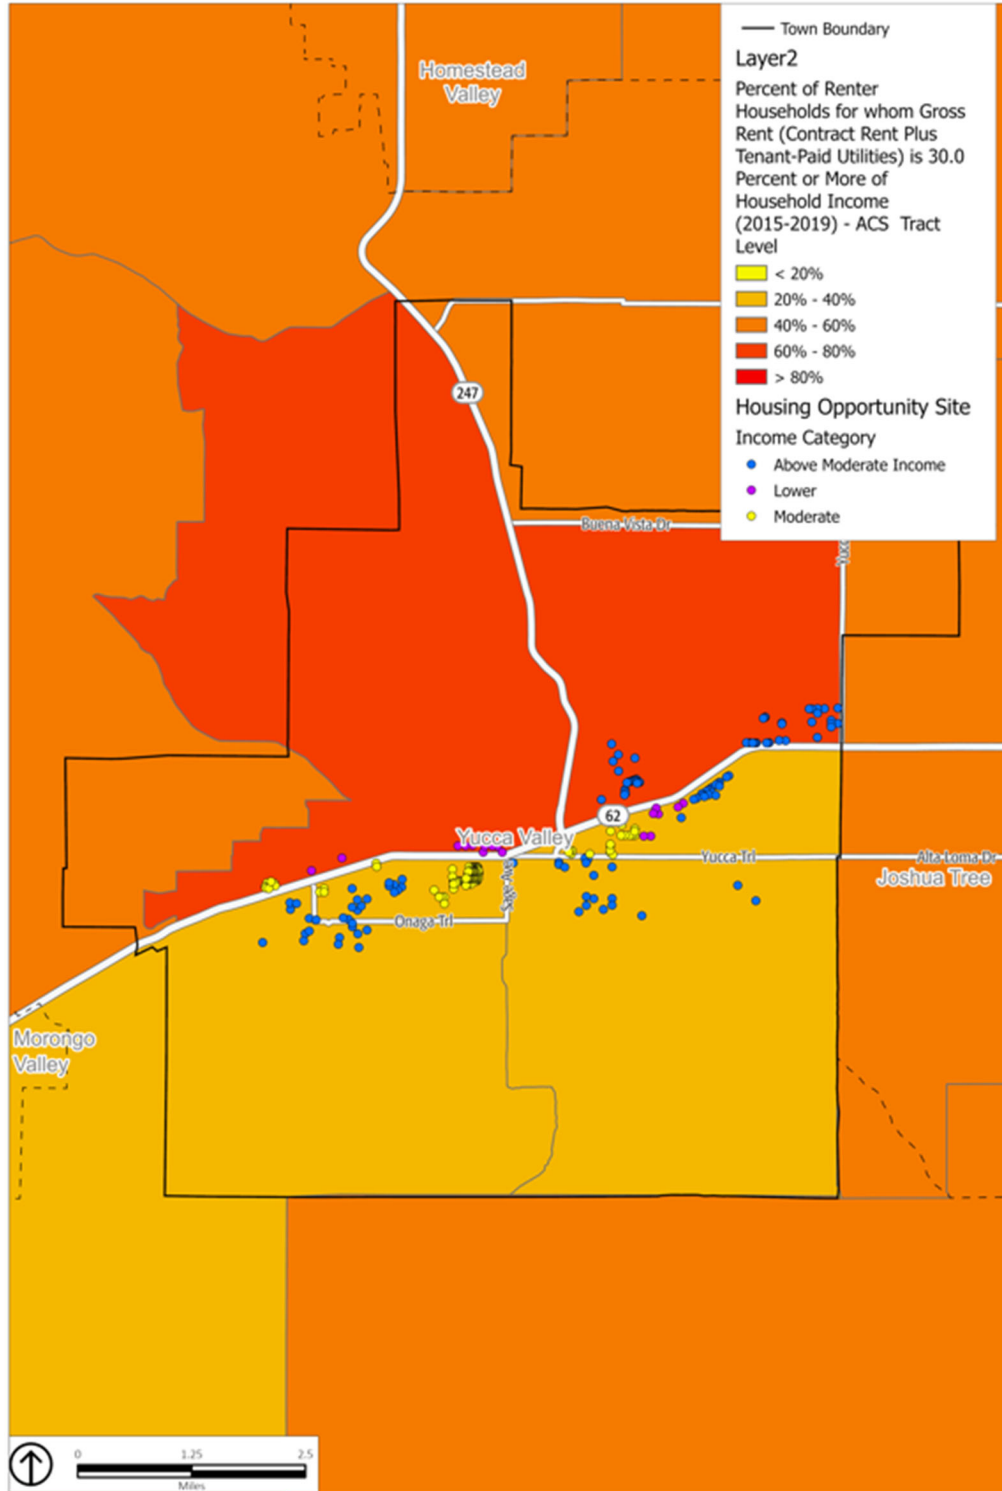 Town Boundary
Layer2
Percent of Renter
Households for whom Gross
Rent (Contract Rent Plus
Tenant-Paid Utilities) is 30.0
Percent or More of
Household Income
(2015-2019) - ACS Tract
Level
< 20%
20% - 40%
40% - 60%
60% - 80%
> 80%
Housing Opportunity Site
Income Category
Above Moderate Income
Lower
Moderate
Homestead
Valley
247
Buena Vista Dr
62
Yucca Valley
Yucca Trl
Alta Loma Dr
Joshua Tree
Sage Ave
Onaga Trl
Morongo
Valley
0 1.25 2.5
Miles